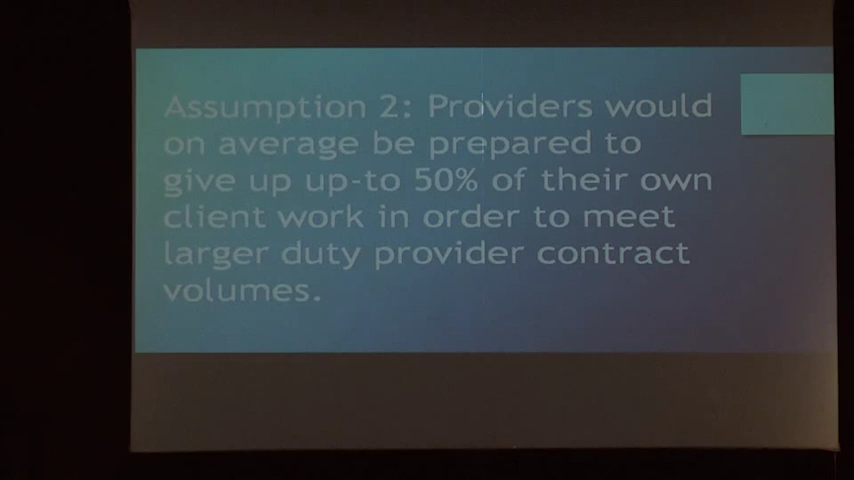 Assumption 2: Providers would
on average be prepared to
give up up-to 50% of their own
client work in order to meet
larger duty provider contract
volumes.